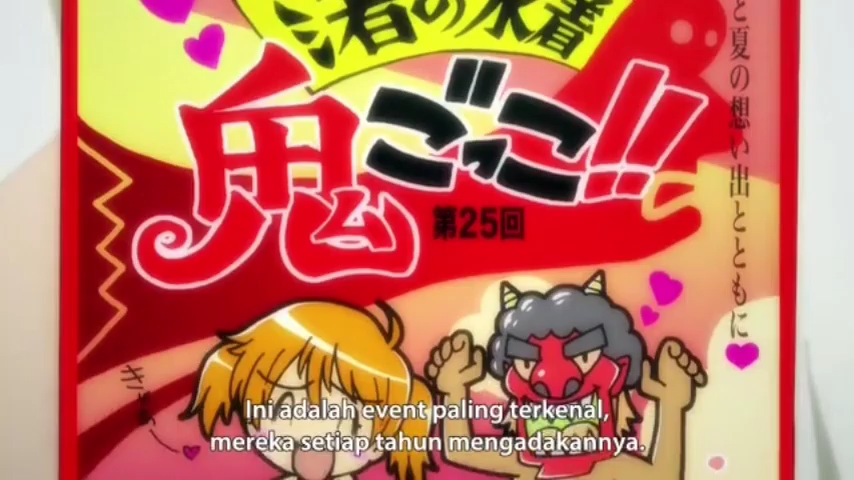 渚の水着
鬼ごっこ!!
第25回
と夏の想い出とともに
Ini adalah event paling terkenal,
mereka setiap tahun mengadakannya.